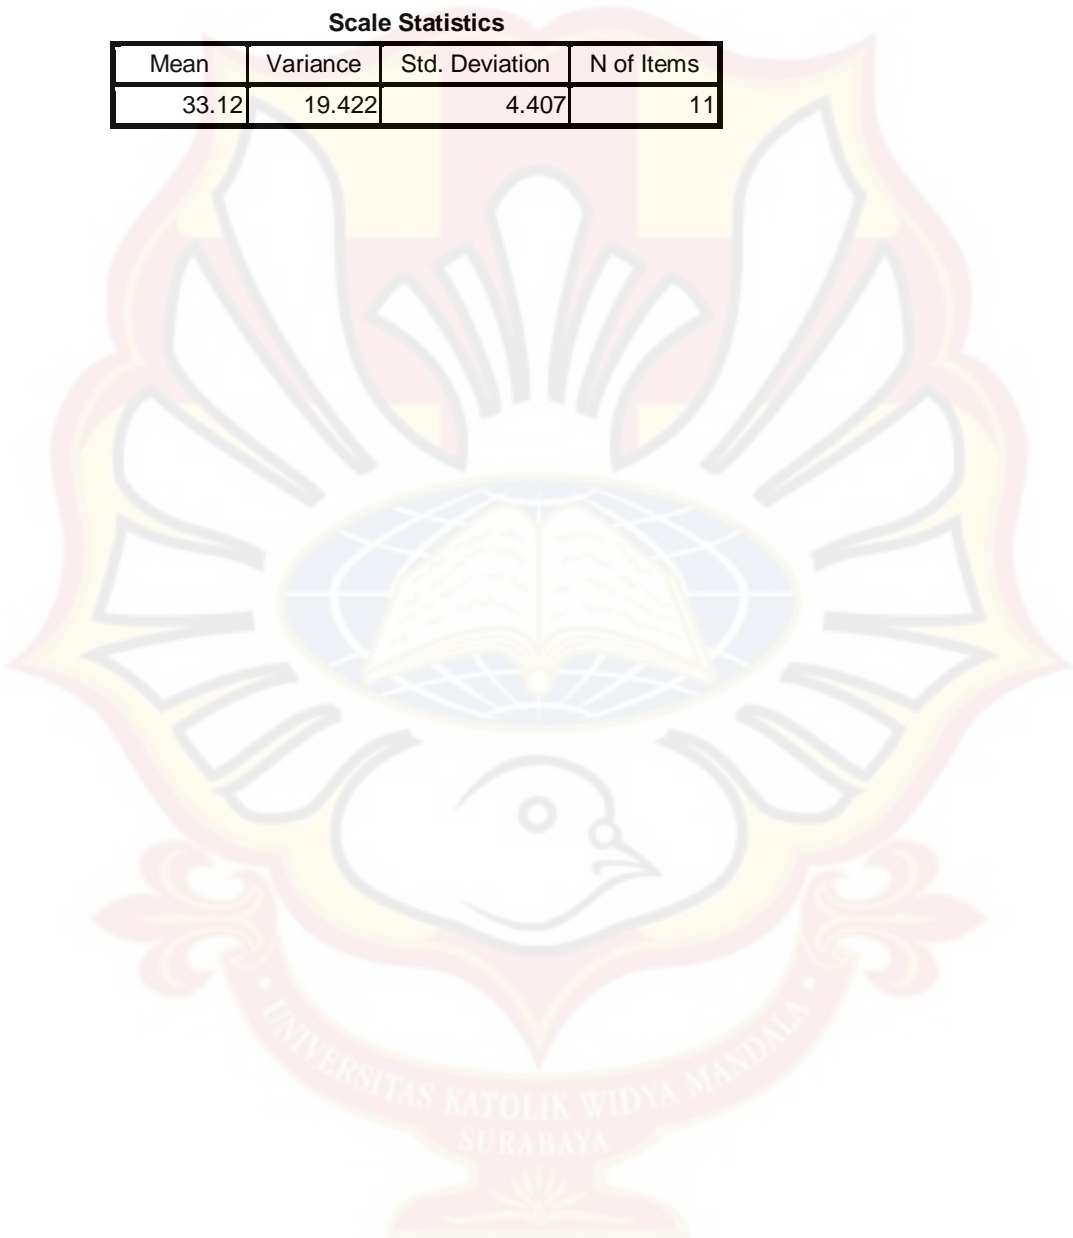 Scale Statistics
Mean Variance Std. Deviation N of Items
33.12 19.422 4.407 11
UNIVERSITAS KATOLIK WIDYA MANDALA
SURABAYA